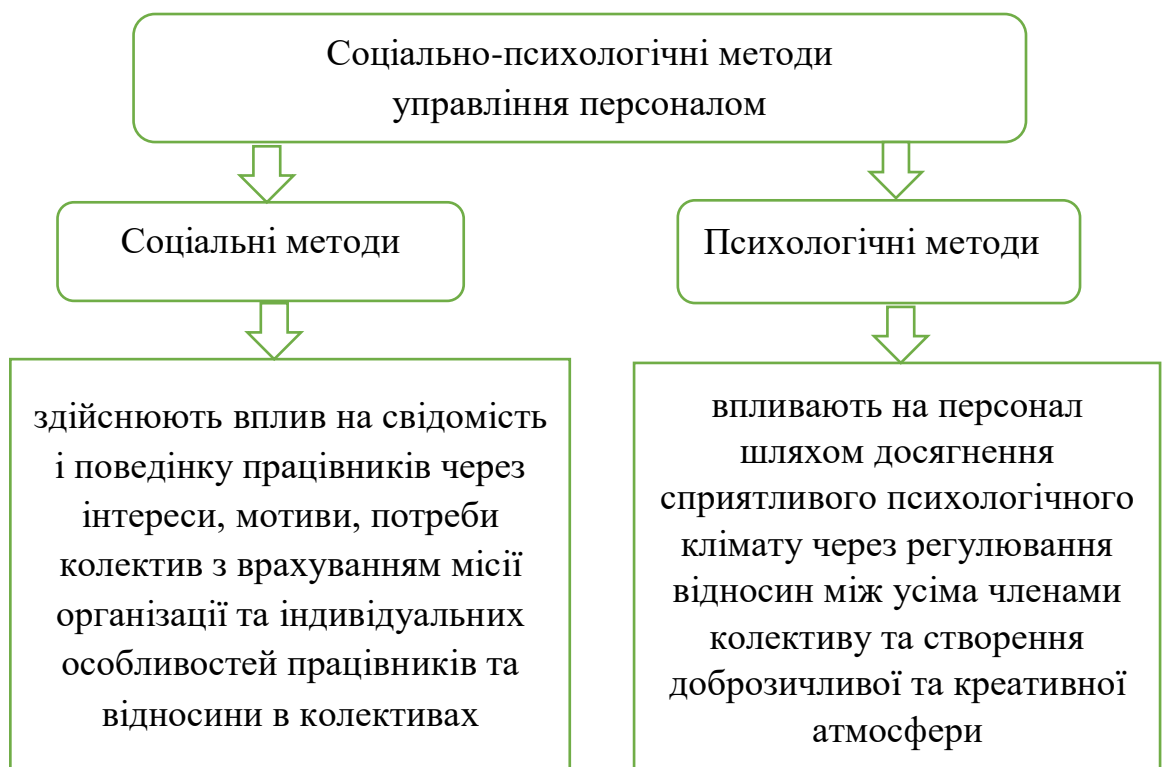 Соціально-психологічні методи
управління персоналом
Соціальні методи
Психологічні методи
здійснюють вплив на свідомість
і поведінку працівників через
інтереси, мотиви, потреби
колектив з врахуванням місії
організації та індивідуальних
особливостей працівників та
відносини в колективах
впливають на персонал
шляхом досягнення
сприятливого психологічного
клімату через регулювання
відносин між усіма членами
колективу та створення
доброзичливої та креативної
атмосфери